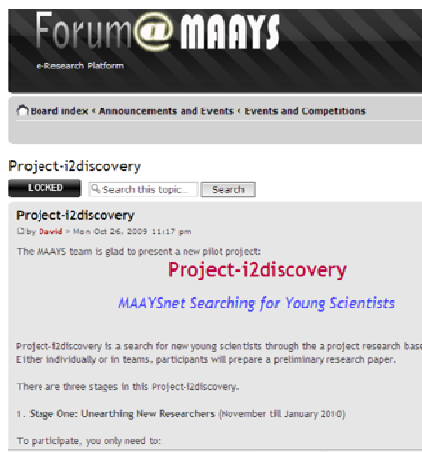 Forum@MAAYS
e-Research Platform
Board index ‹ Announcements and Events ‹ Events and Competitions
Project-i2discovery
LOCKED
Search this topic...
Search
Project-i2discovery
by David » Mon Oct 26, 2009 11:17 pm
The MAAYS team is glad to present a new pilot project:
Project-i2discovery
MAAYSnet Searching for Young Scientists
Project-i2discovery is a search for new young scientists through the a project research bas
Either individually or in teams, participants will prepare a preliminary research paper.
There are three stages in this Project-i2discovery.
1. Stage One: Unearthing New Researchers (November till January 2010)
To participate, you only need to: